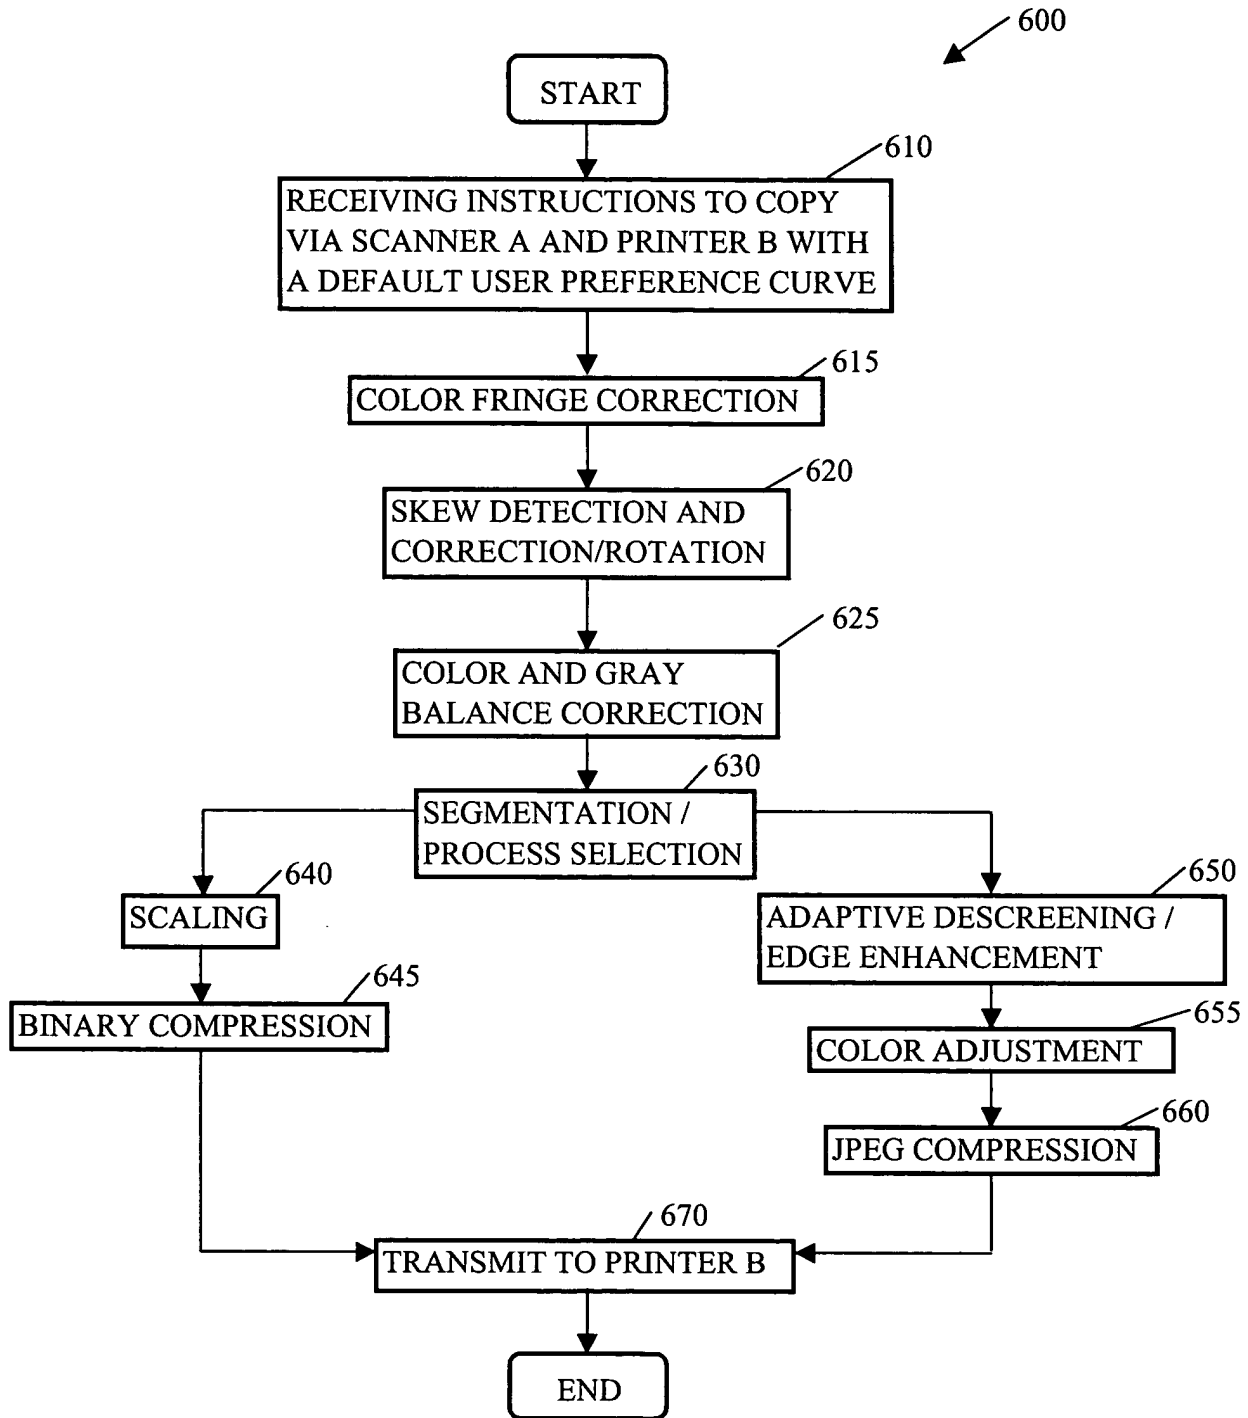 600
START
610
RECEIVING INSTRUCTIONS TO COPY
VIA SCANNER A AND PRINTER B WITH
A DEFAULT USER PREFERENCE CURVE
615
COLOR FRINGE CORRECTION
620
SKEW DETECTION AND
CORRECTION/ROTATION
625
COLOR AND GRAY
BALANCE CORRECTION
630
SEGMENTATION /
PROCESS SELECTION
640
SCALING
645
BINARY COMPRESSION
650
ADAPTIVE DESCREENING /
EDGE ENHANCEMENT
655
COLOR ADJUSTMENT
660
JPEG COMPRESSION
670
TRANSMIT TO PRINTER B
END